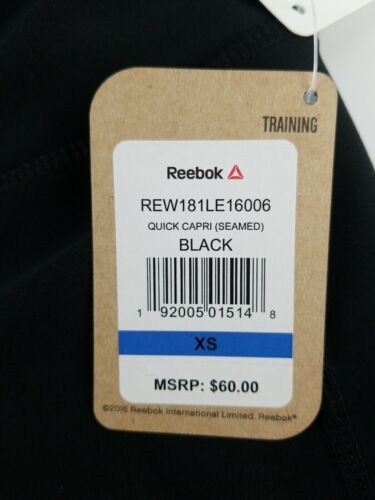 TRAINING
Reebok
REW181LE16006
QUICK CAPRI (SEAMED)
BLACK
1 92005 01514 8
XS
MSRP: $60.00
©2015 Reebok International Limited. Reebok®